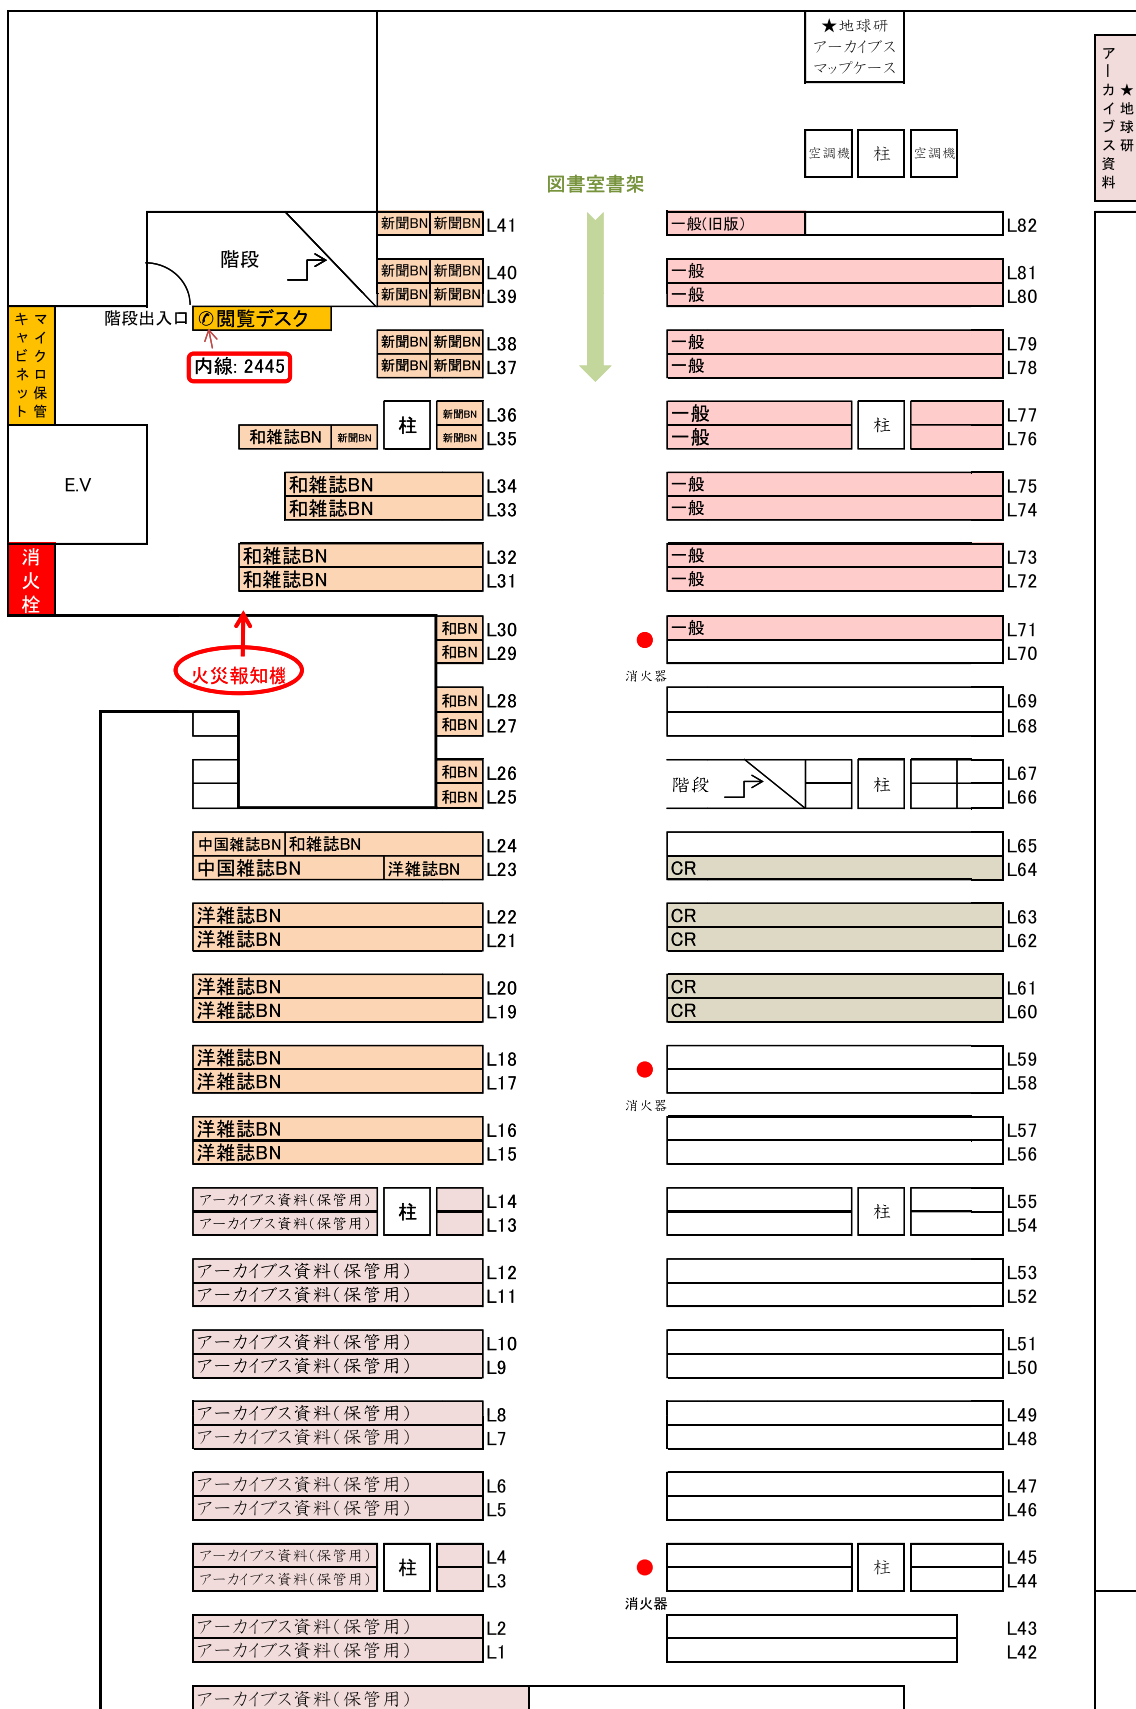 ★地球研
アーカイブス
マップケース
★地球研
アーカイブス資料
空調機 柱 空調機
図書室書架
新聞BN 新聞BN L41
一般(旧版) L82
階段
新聞BN 新聞BN L40
新聞BN 新聞BN L39
一般 L81
一般 L80
階段出入口
✆閲覧デスク
内線: 2445
マイクロ保管
キャビネット
新聞BN 新聞BN L38
新聞BN 新聞BN L37
一般 L79
一般 L78
柱 新聞BN L36
和雑誌BN 新聞BN 新聞BN L35
一般 柱 L77
一般 L76
E.V
和雑誌BN L34
和雑誌BN L33
一般 L75
一般 L74
消火栓
和雑誌BN L32
和雑誌BN L31
一般 L73
一般 L72
火災報知機
和BN L30
和BN L29
消火器
一般 L71
L70
和BN L28
和BN L27
L69
L68
和BN L26
和BN L25
階段 柱 L67
L66
中国雑誌BN 和雑誌BN L24
中国雑誌BN 洋雑誌BN L23
L65
CR L64
洋雑誌BN L22
洋雑誌BN L21
CR L63
CR L62
洋雑誌BN L20
洋雑誌BN L19
CR L61
CR L60
洋雑誌BN L18
洋雑誌BN L17
消火器
L59
L58
洋雑誌BN L16
洋雑誌BN L15
L57
L56
アーカイブス資料(保管用) 柱 L14
アーカイブス資料(保管用) L13
柱 L55
L54
アーカイブス資料(保管用) L12
アーカイブス資料(保管用) L11
L53
L52
アーカイブス資料(保管用) L10
アーカイブス資料(保管用) L9
L51
L50
アーカイブス資料(保管用) L8
アーカイブス資料(保管用) L7
L49
L48
アーカイブス資料(保管用) L6
アーカイブス資料(保管用) L5
L47
L46
アーカイブス資料(保管用) 柱 L4
アーカイブス資料(保管用) L3
消火器
柱 L45
L44
アーカイブス資料(保管用) L2
アーカイブス資料(保管用) L1
L43
L42
アーカイブス資料(保管用)